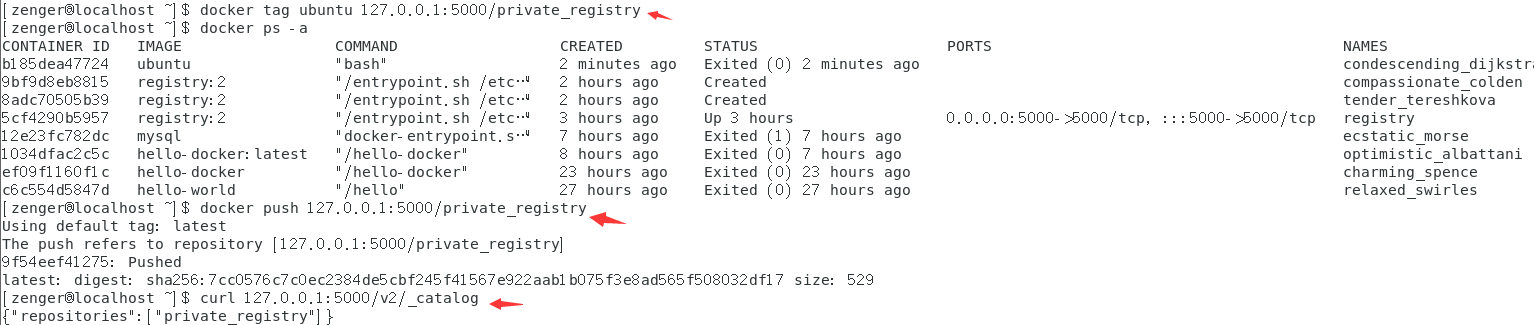 [zenger@localhost ~]$ docker tag ubuntu 127.0.0.1:5000/private_registry
[zenger@localhost ~]$ docker ps -a
CONTAINER ID   IMAGE                 COMMAND                  CREATED         STATUS                     PORTS                                       NAMES
b185dea47724   ubuntu                "bash"                   2 minutes ago   Exited (0) 2 minutes ago                                               condescending_dijkstra
9bf9d8eb8815   registry:2            "/entrypoint.sh /etc…"   2 hours ago     Created                                                                compassionate_colden
8adc70505b39   registry:2            "/entrypoint.sh /etc…"   2 hours ago     Created                                                                tender_tereshkova
5cf4290b5957   registry:2            "/entrypoint.sh /etc…"   3 hours ago     Up 3 hours                 0.0.0.0:5000->5000/tcp, :::5000->5000/tcp   registry
12e23fc782dc   mysql                 "docker-entrypoint.s…"   7 hours ago     Exited (1) 7 hours ago                                                 ecstatic_morse
1034dfac2c5c   hello-docker:latest   "/hello-docker"          8 hours ago     Exited (0) 7 hours ago                                                 optimistic_albattani
ef09f1160f1c   hello-docker          "/hello-docker"          23 hours ago    Exited (0) 23 hours ago                                                charming_spence
c6c554d5847d   hello-world           "/hello"                 27 hours ago    Exited (0) 27 hours ago                                                relaxed_swirles
[zenger@localhost ~]$ docker push 127.0.0.1:5000/private_registry
Using default tag: latest
The push refers to repository [127.0.0.1:5000/private_registry]
9f54eef41275: Pushed
latest: digest: sha256:7cc0576c7c0ec2384de5cbf245f41567e922aab1b075f3e8ad565f508032df17 size: 529
[zenger@localhost ~]$ curl 127.0.0.1:5000/v2/_catalog
{"repositories":["private_registry"]}